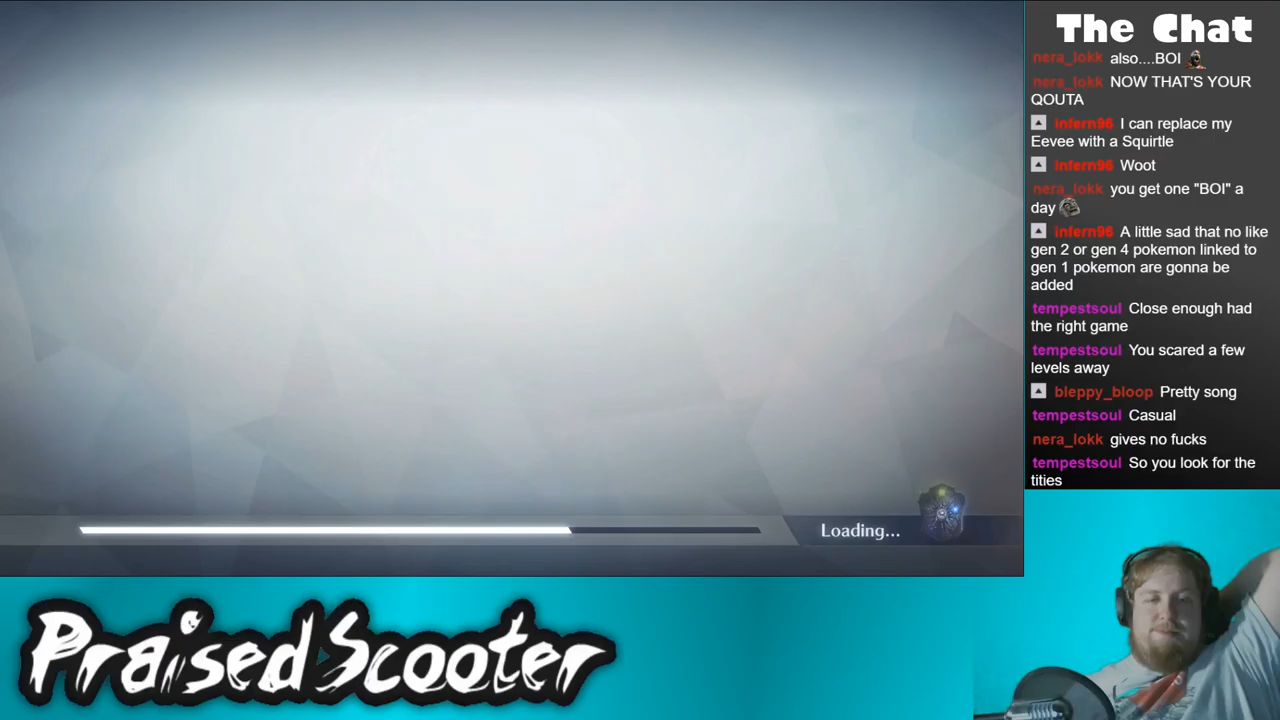 The Chat
nera_lokk also....BOI
nera_lokk NOW THAT'S YOUR
QOUTA
infern96 I can replace my
Eevee with a Squirtle
infern96 Woot
nera_lokk you get one "BOI" a
day
infern96 A little sad that no like
gen 2 or gen 4 pokemon linked to
gen 1 pokemon are gonna be
added
tempestsoul Close enough had
the right game
tempestsoul You scared a few
levels away
bleppy_bloop Pretty song
tempestsoul Casual
nera_lokk gives no fucks
tempestsoul So you look for the
tities
Loading...
PraisedScooter